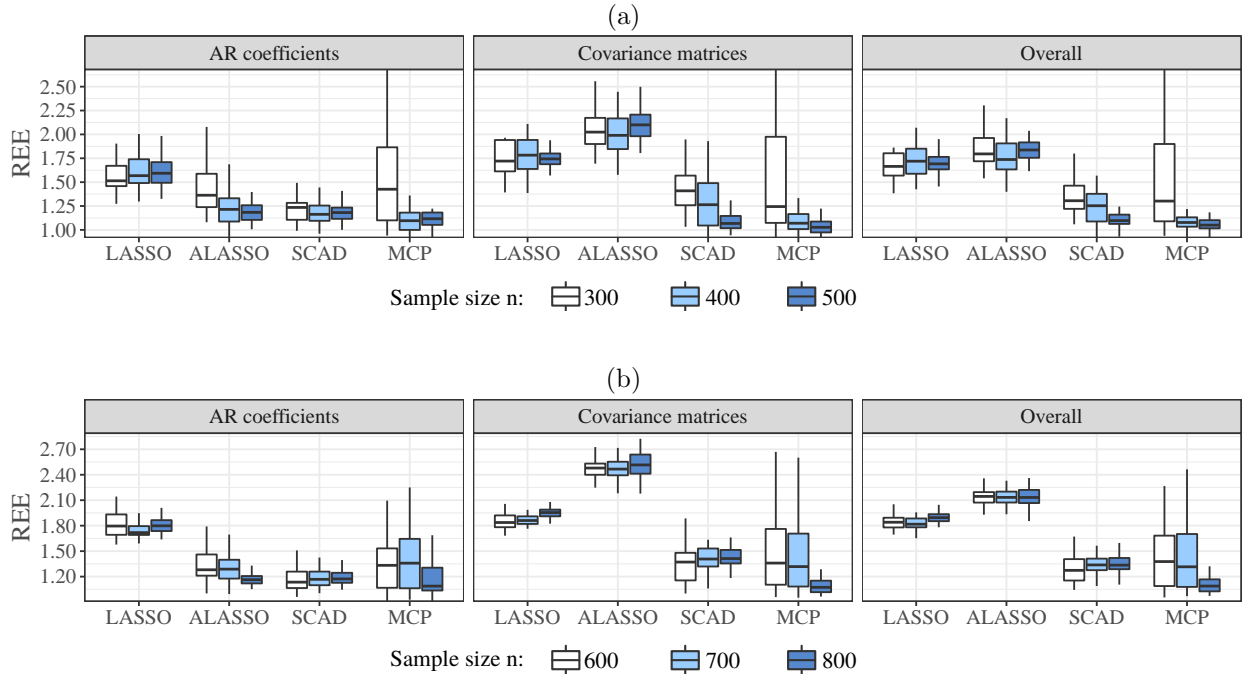 (a)
AR coefficients Covariance matrices Overall
REE
2.50
2.25
2.00
1.75
1.50
1.25
1.00
LASSO ALASSO SCAD MCP LASSO ALASSO SCAD MCP LASSO ALASSO SCAD MCP
Sample size n: 300 400 500
(b)
AR coefficients Covariance matrices Overall
REE
2.70
2.40
2.10
1.80
1.50
1.20
LASSO ALASSO SCAD MCP LASSO ALASSO SCAD MCP LASSO ALASSO SCAD MCP
Sample size n: 600 700 800